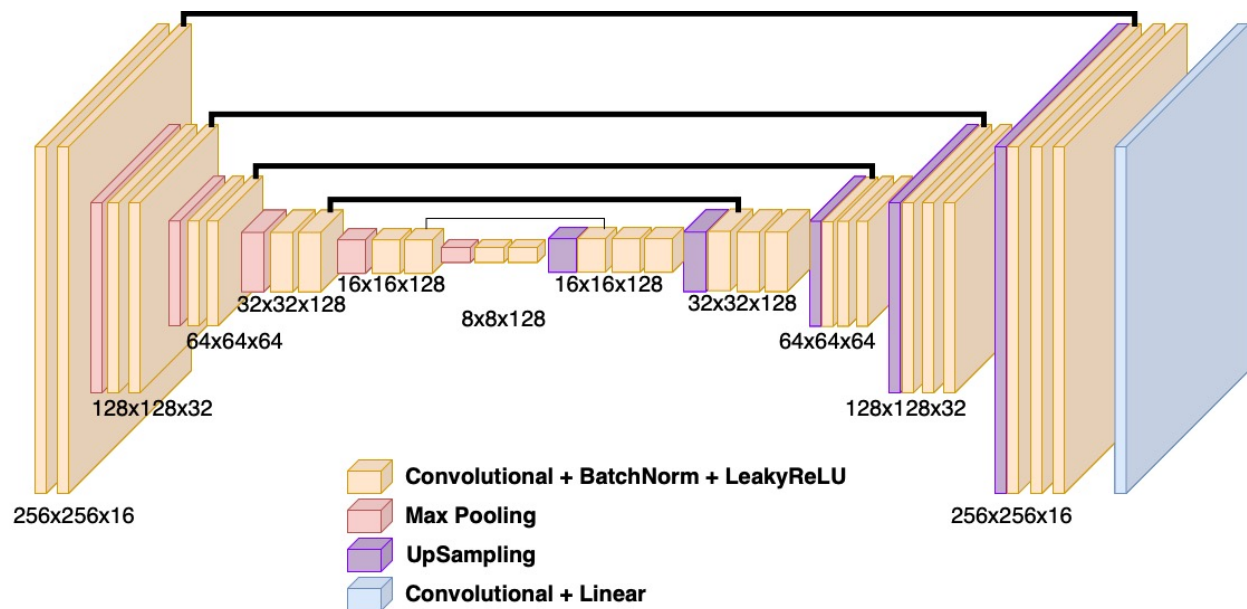 16x16x128
16x16x128
32x32x128
32x32x128
8x8x128
64x64x64
64x64x64
128x128x32
128x128x32
256x256x16
256x256x16
Convolutional + BatchNorm + LeakyReLU
Max Pooling
UpSampling
Convolutional + Linear